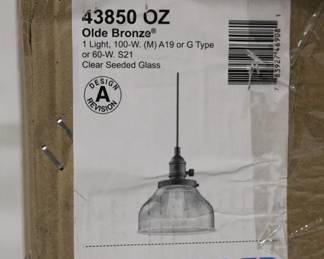 43850 OZ
Olde Bronze®
1 Light, 100-W. (M) A19 or G Type
or 60-W. S21
Clear Seeded Glass
DESIGN
A
REVISION